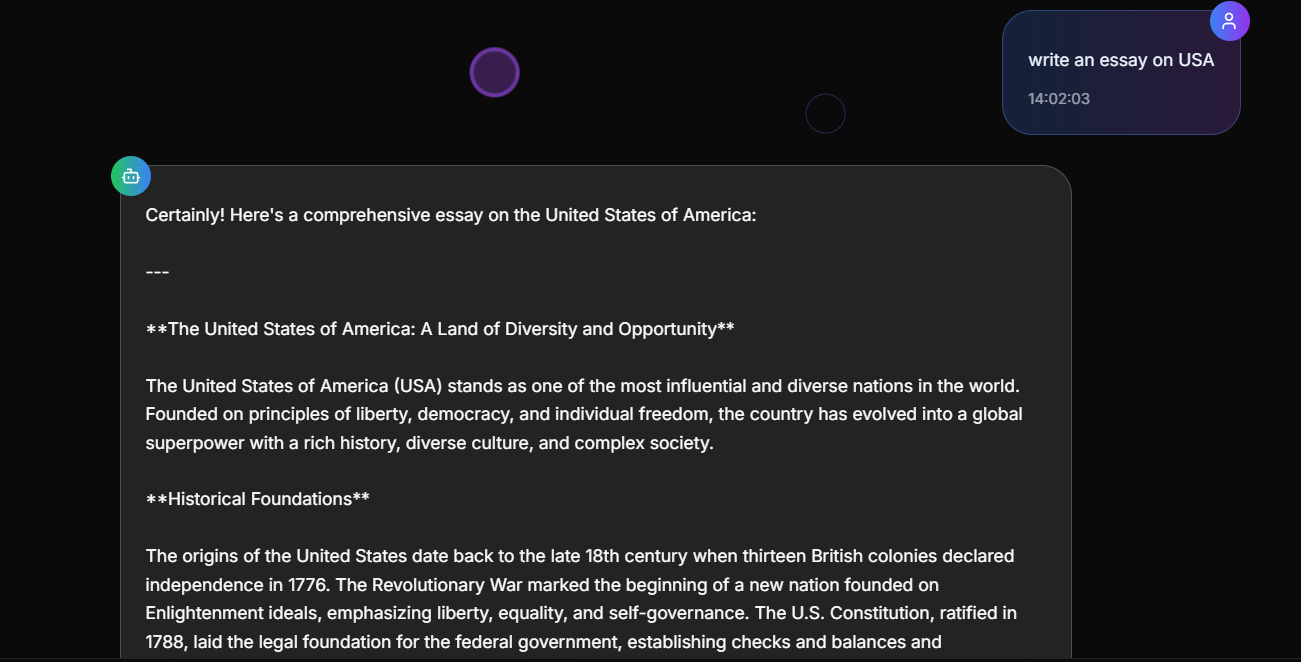 write an essay on USA
14:02:03
Certainly! Here's a comprehensive essay on the United States of America:
---
**The United States of America: A Land of Diversity and Opportunity**
The United States of America (USA) stands as one of the most influential and diverse nations in the world.
Founded on principles of liberty, democracy, and individual freedom, the country has evolved into a global
superpower with a rich history, diverse culture, and complex society.
**Historical Foundations**
The origins of the United States date back to the late 18th century when thirteen British colonies declared
independence in 1776. The Revolutionary War marked the beginning of a new nation founded on
Enlightenment ideals, emphasizing liberty, equality, and self-governance. The U.S. Constitution, ratified in
1788, laid the legal foundation for the federal government, establishing checks and balances and